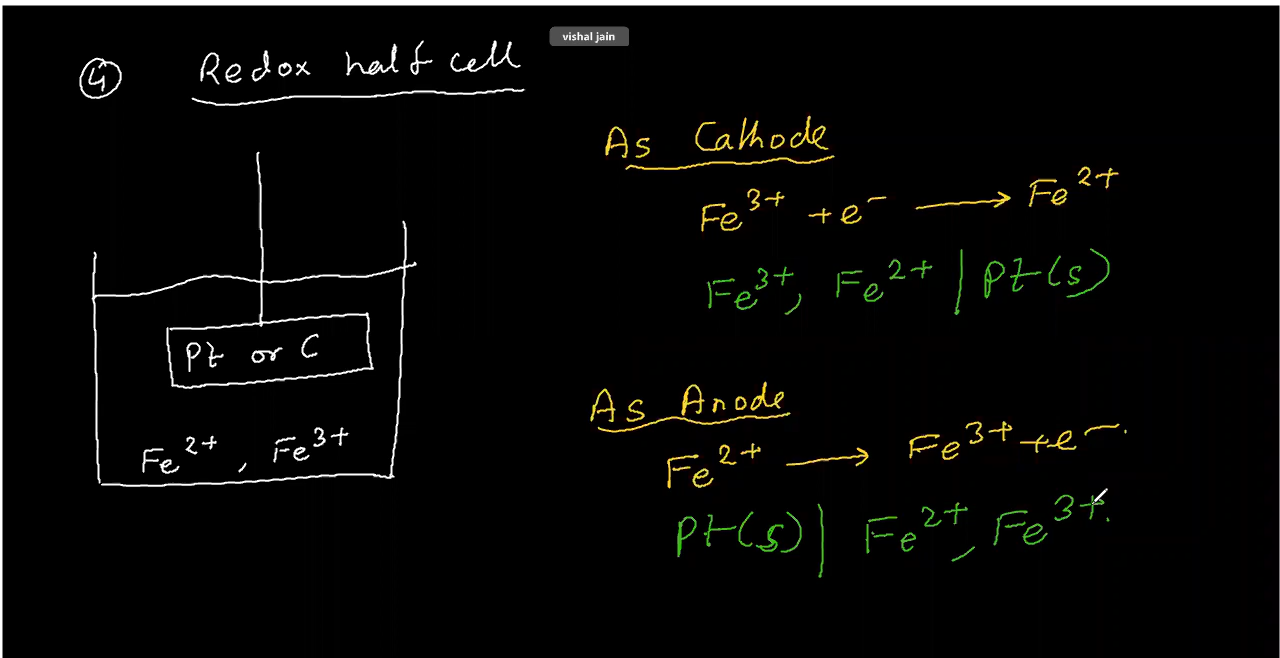 vishal jain
④ Redox half cell
As Cathode
Fe³⁺ + e⁻ ⟶ Fe²⁺
Fe³⁺, Fe²⁺ | Pt(s)
Pt or C
Fe²⁺, Fe³⁺
As Anode
Fe²⁺ ⟶ Fe³⁺ + e⁻.
Pt(s) | Fe²⁺, Fe³⁺.